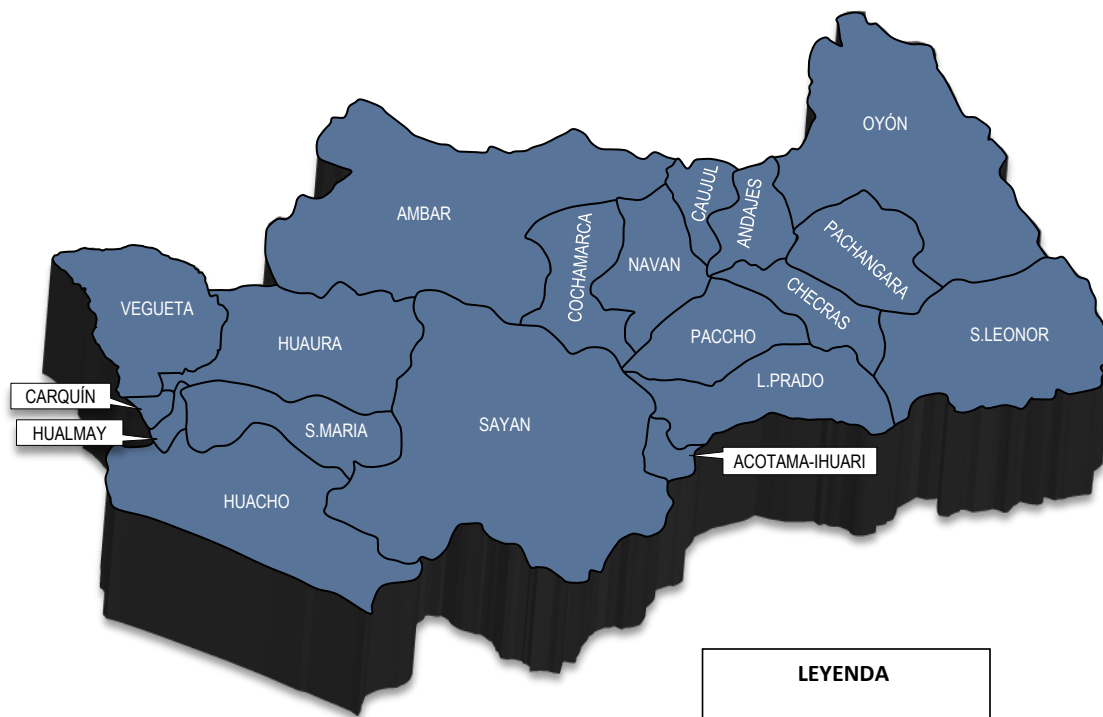 OYÓN
AMBAR
CAUJUL
ANDAJES
COCHAMARCA
NAVAN
PACHANGARA
CHECRAS
VEGUETA
HUAURA
PACCHO
S.LEONOR
L.PRADO
CARQUÍN
HUALMAY
S.MARIA
SAYAN
ACOTAMA-IHUARI
HUACHO
LEYENDA